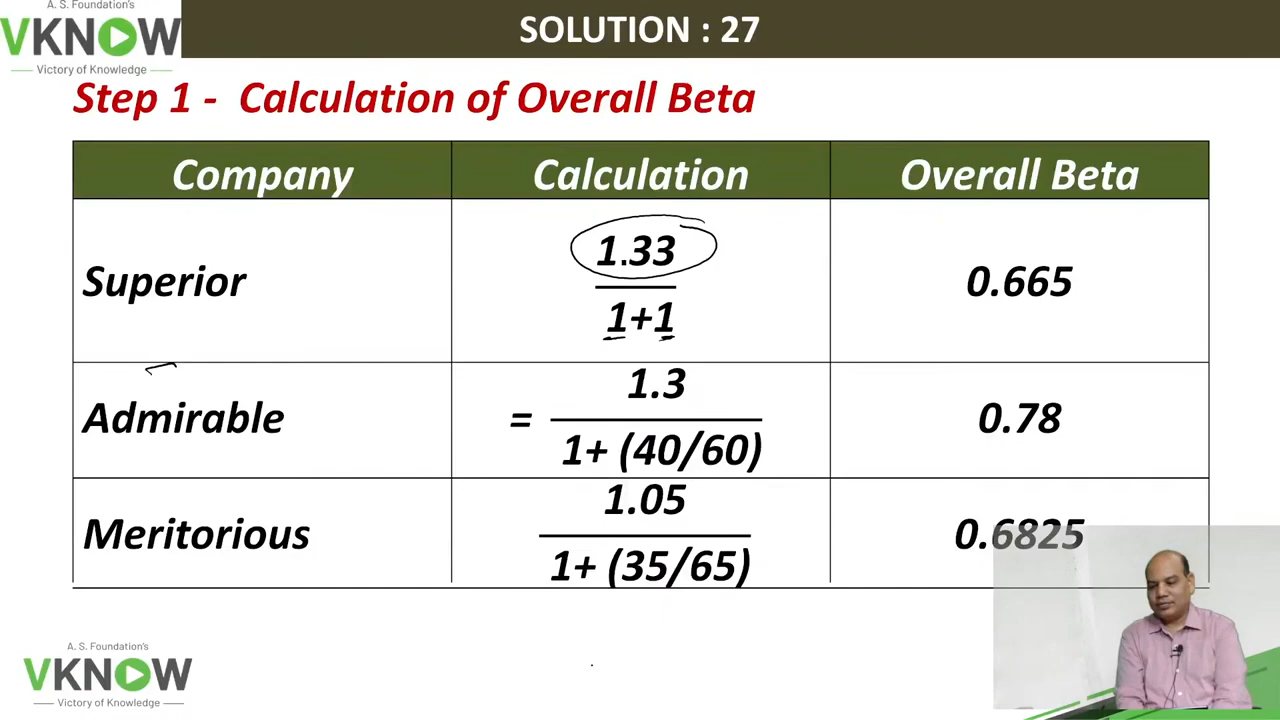 A. S. Foundation's
VKNOW
Victory of Knowledge
SOLUTION : 27
Step 1 - Calculation of Overall Beta
Company Calculation Overall Beta
Superior 1.33 0.665
1+1
Admirable = 1.3 0.78
1+ (40/60)
Meritorious 1.05 0.6825
1+ (35/65)
A. S. Foundation's
VKNOW
Victory of Knowledge